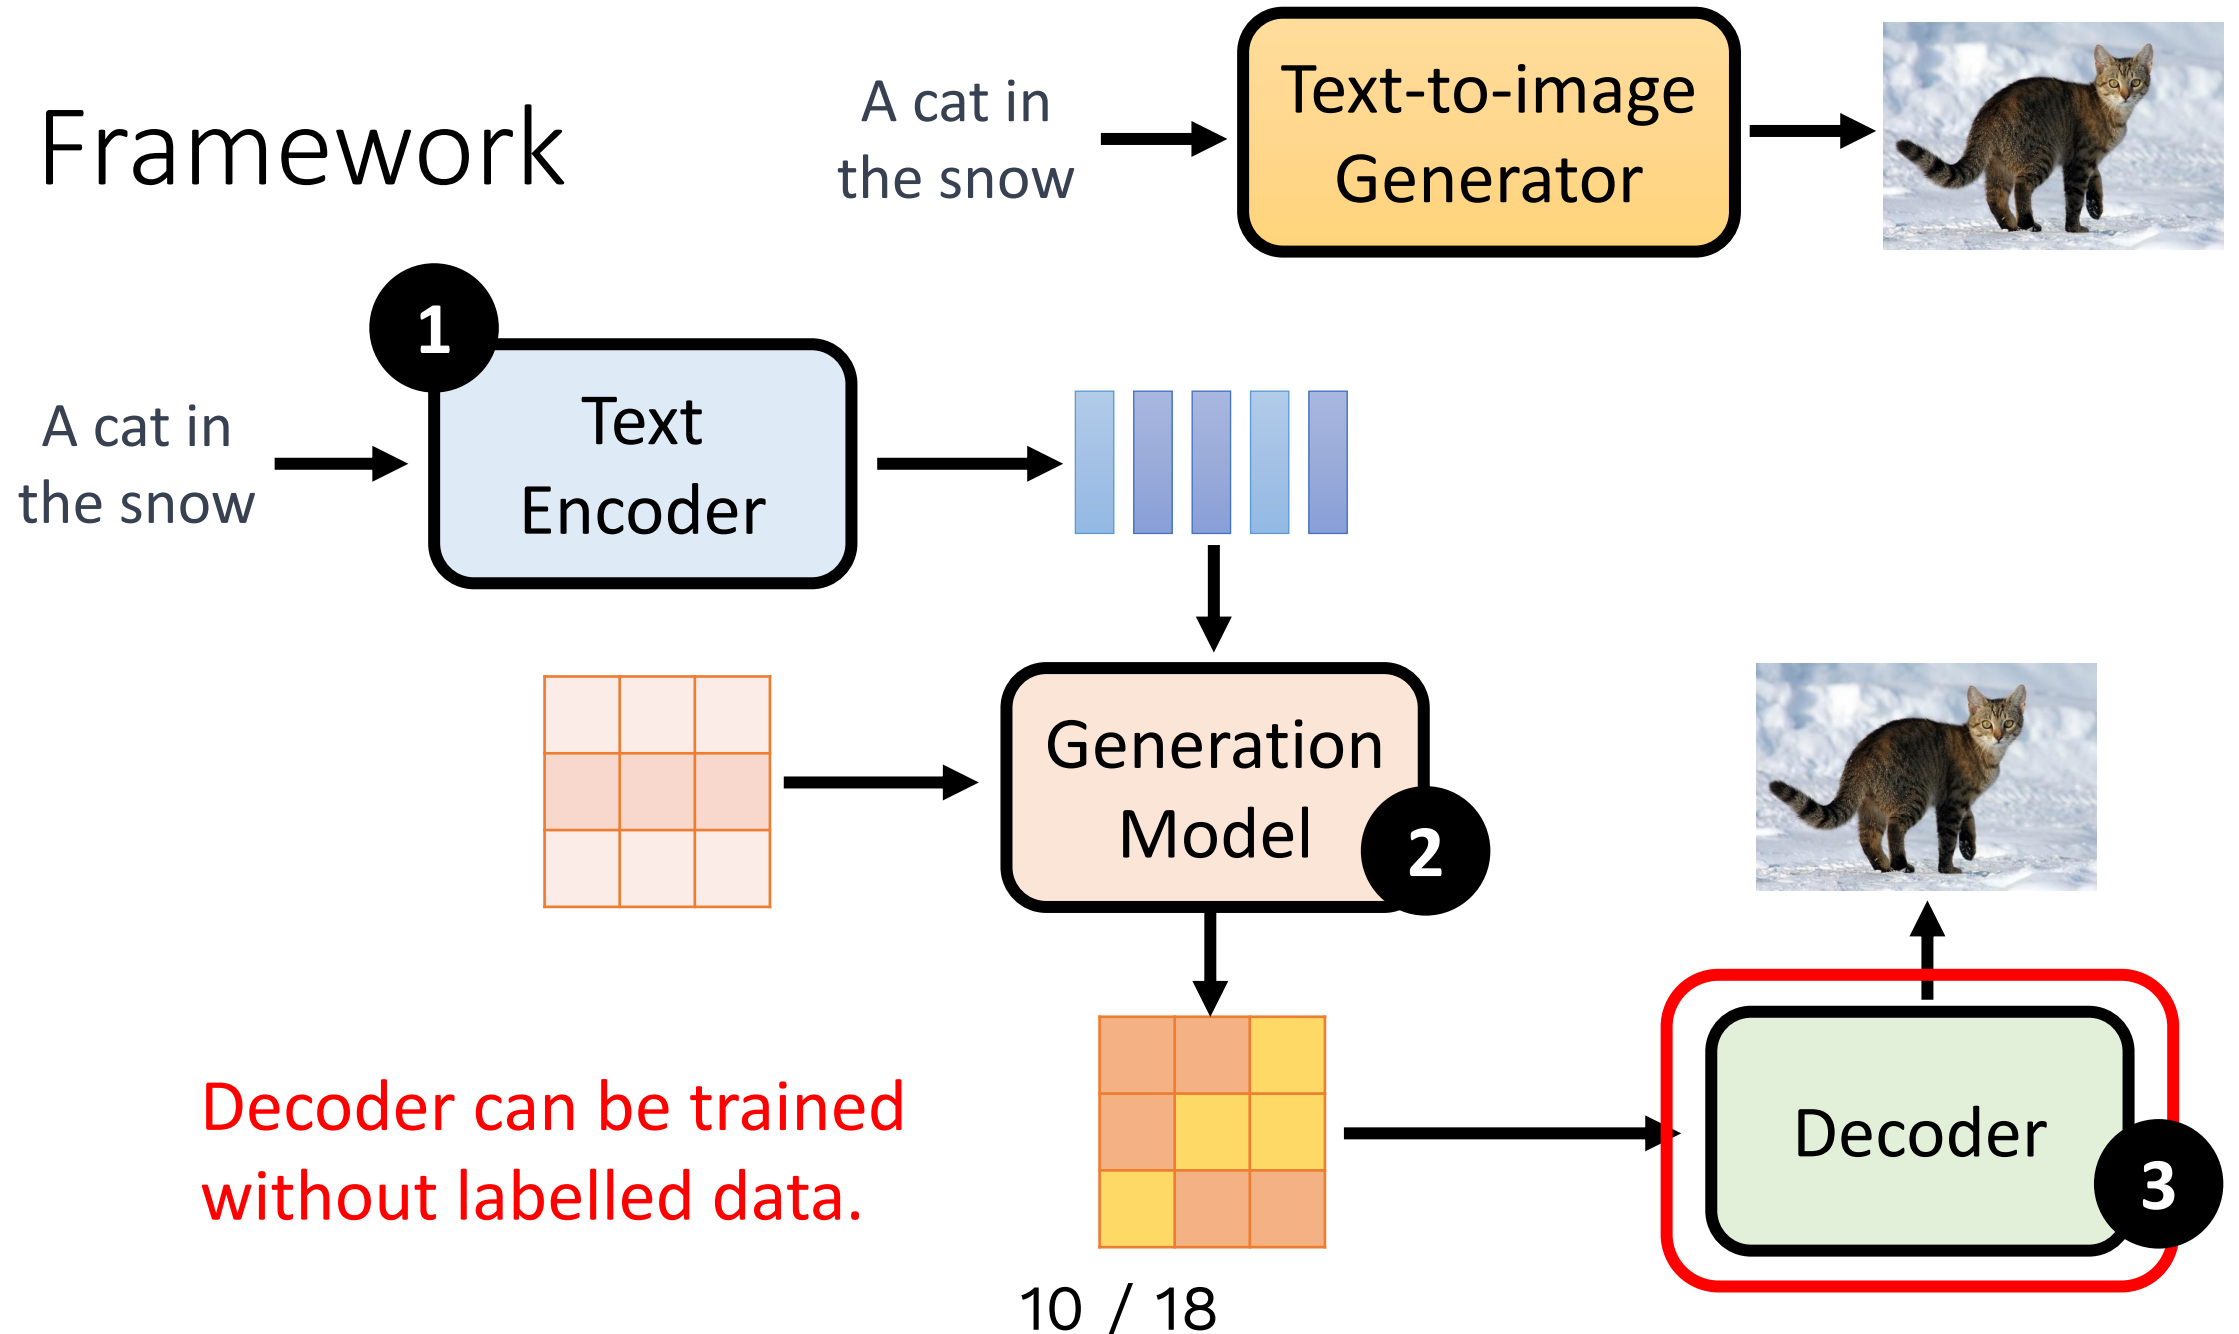 Framework
A cat in
the snow
Text-to-image
Generator
1
A cat in
the snow
Text
Encoder
Generation
Model
2
Decoder can be trained
without labelled data.
Decoder
3
10 / 18